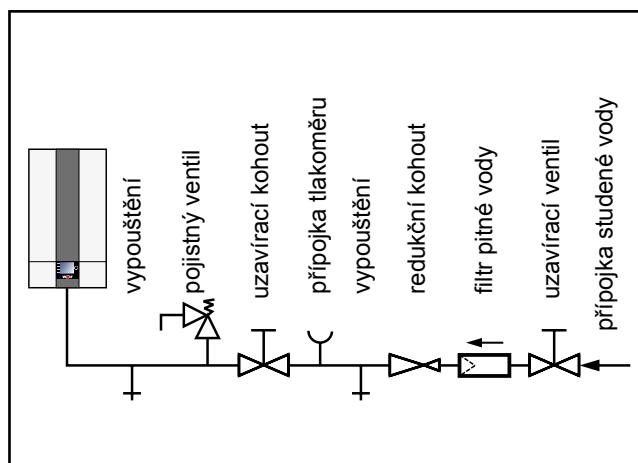 vypouštění
pojistný ventil
uzavírací kohout
přípojka tlakoměru
vypouštění
redukční kohout
filtr pitné vody
uzavírací ventil
přípojka studené vody